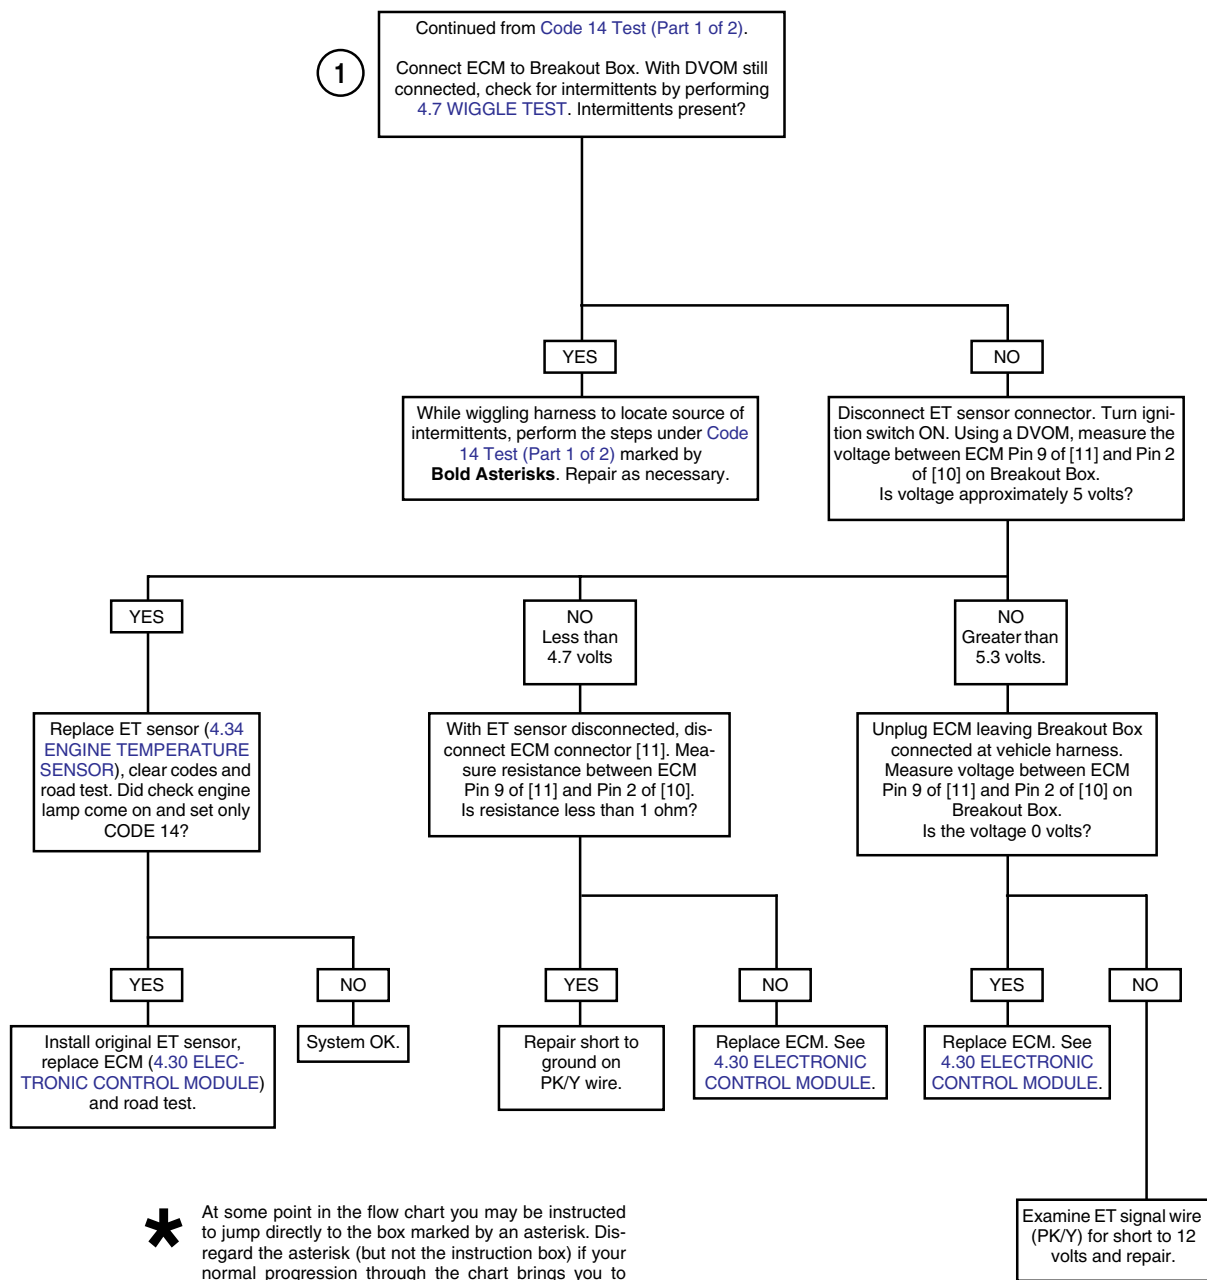 Continued from Code 14 Test (Part 1 of 2).
1
Connect ECM to Breakout Box. With DVOM still
connected, check for intermittents by performing
4.7 WIGGLE TEST. Intermittents present?
YES
NO
While wiggling harness to locate source of
intermittents, perform the steps under Code
14 Test (Part 1 of 2) marked by
Bold Asterisks. Repair as necessary.
Disconnect ET sensor connector. Turn igni-
tion switch ON. Using a DVOM, measure the
voltage between ECM Pin 9 of [11] and Pin 2
of [10] on Breakout Box.
Is voltage approximately 5 volts?
YES
NO
Less than
4.7 volts
NO
Greater than
5.3 volts.
Replace ET sensor (4.34
ENGINE TEMPERATURE
SENSOR), clear codes and
road test. Did check engine
lamp come on and set only
CODE 14?
With ET sensor disconnected, dis-
connect ECM connector [11]. Mea-
sure resistance between ECM
Pin 9 of [11] and Pin 2 of [10].
Is resistance less than 1 ohm?
Unplug ECM leaving Breakout Box
connected at vehicle harness.
Measure voltage between ECM
Pin 9 of [11] and Pin 2 of [10] on
Breakout Box.
Is the voltage 0 volts?
YES
NO
YES
NO
YES
NO
Install original ET sensor,
replace ECM (4.30 ELEC-
TRONIC CONTROL MODULE)
and road test.
System OK.
Repair short to
ground on
PK/Y wire.
Replace ECM. See
4.30 ELECTRONIC
CONTROL MODULE.
Replace ECM. See
4.30 ELECTRONIC
CONTROL MODULE.
Examine ET signal wire
(PK/Y) for short to 12
volts and repair.
* At some point in the flow chart you may be instructed
to jump directly to the box marked by an asterisk. Dis-
regard the asterisk (but not the instruction box) if your
normal progression through the chart brings you to